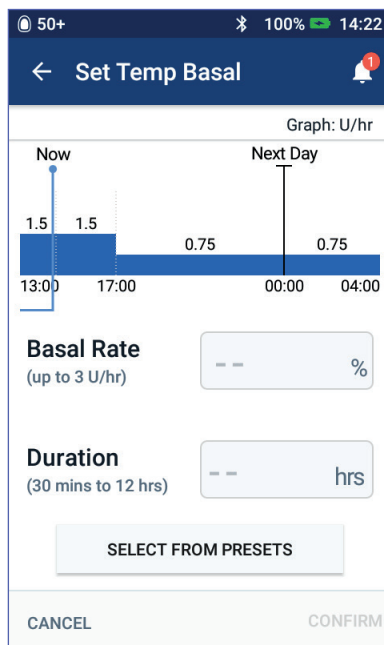 50+ 100% 14:22
Set Temp Basal 1
Graph: U/hr
Now Next Day
1.5 1.5 0.75 0.75
13:00 17:00 00:00 04:00
Basal Rate
(up to 3 U/hr)
-- %
Duration
(30 mins to 12 hrs)
-- hrs
SELECT FROM PRESETS
CANCEL CONFIRM